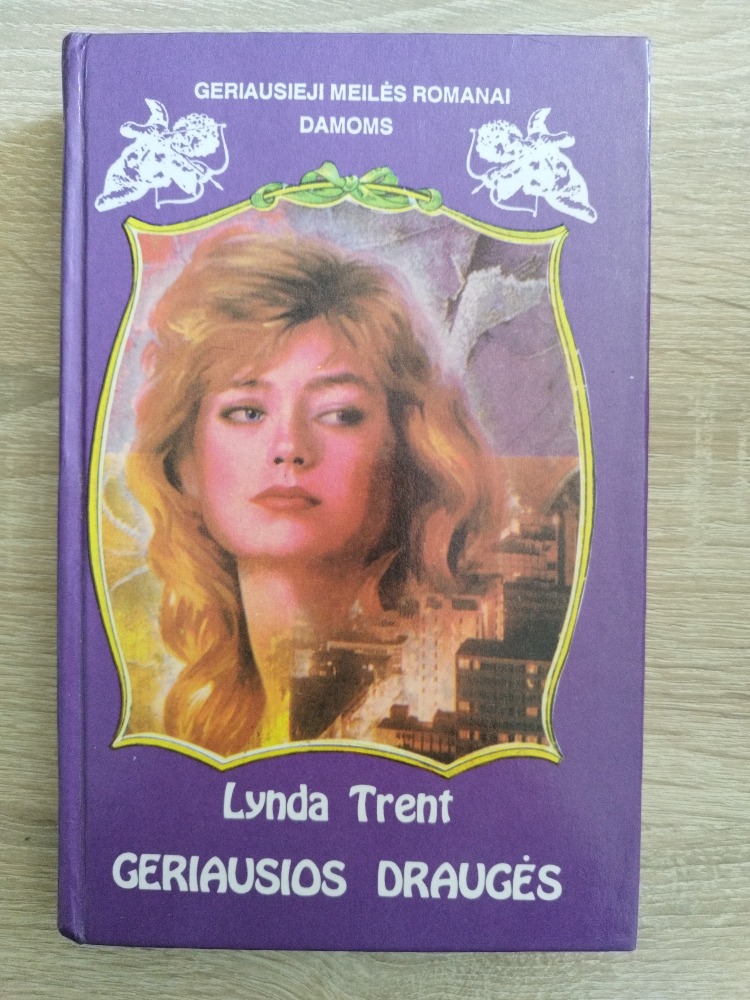 GERIAUSIEJI MEILĖS ROMANAI
DAMOMS
Lynda Trent
GERIAUSIOS DRAUGĖS